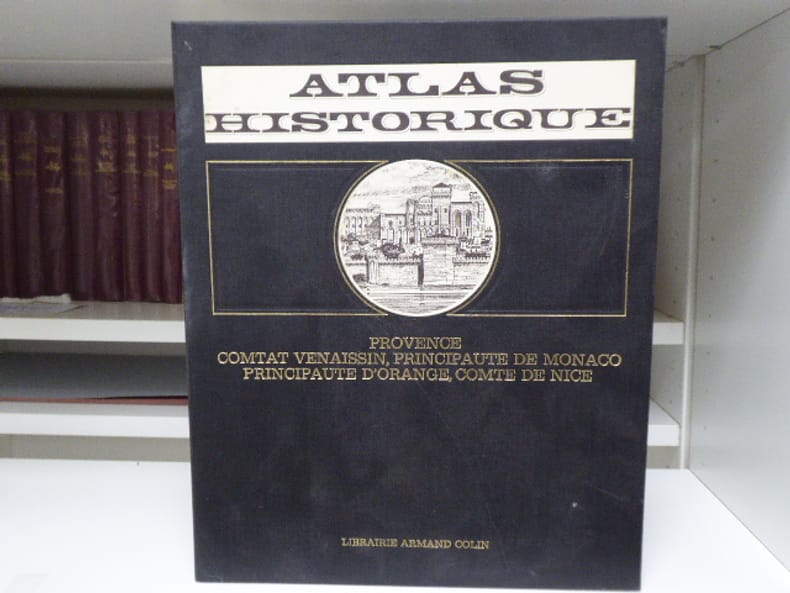 ATLAS
HISTORIQUE
PROVENCE
COMTAT VENAISSIN, PRINCIPAUTE DE MONACO
PRINCIPAUTE D'ORANGE, COMTE DE NICE
LIBRAIRIE ARMAND COLIN